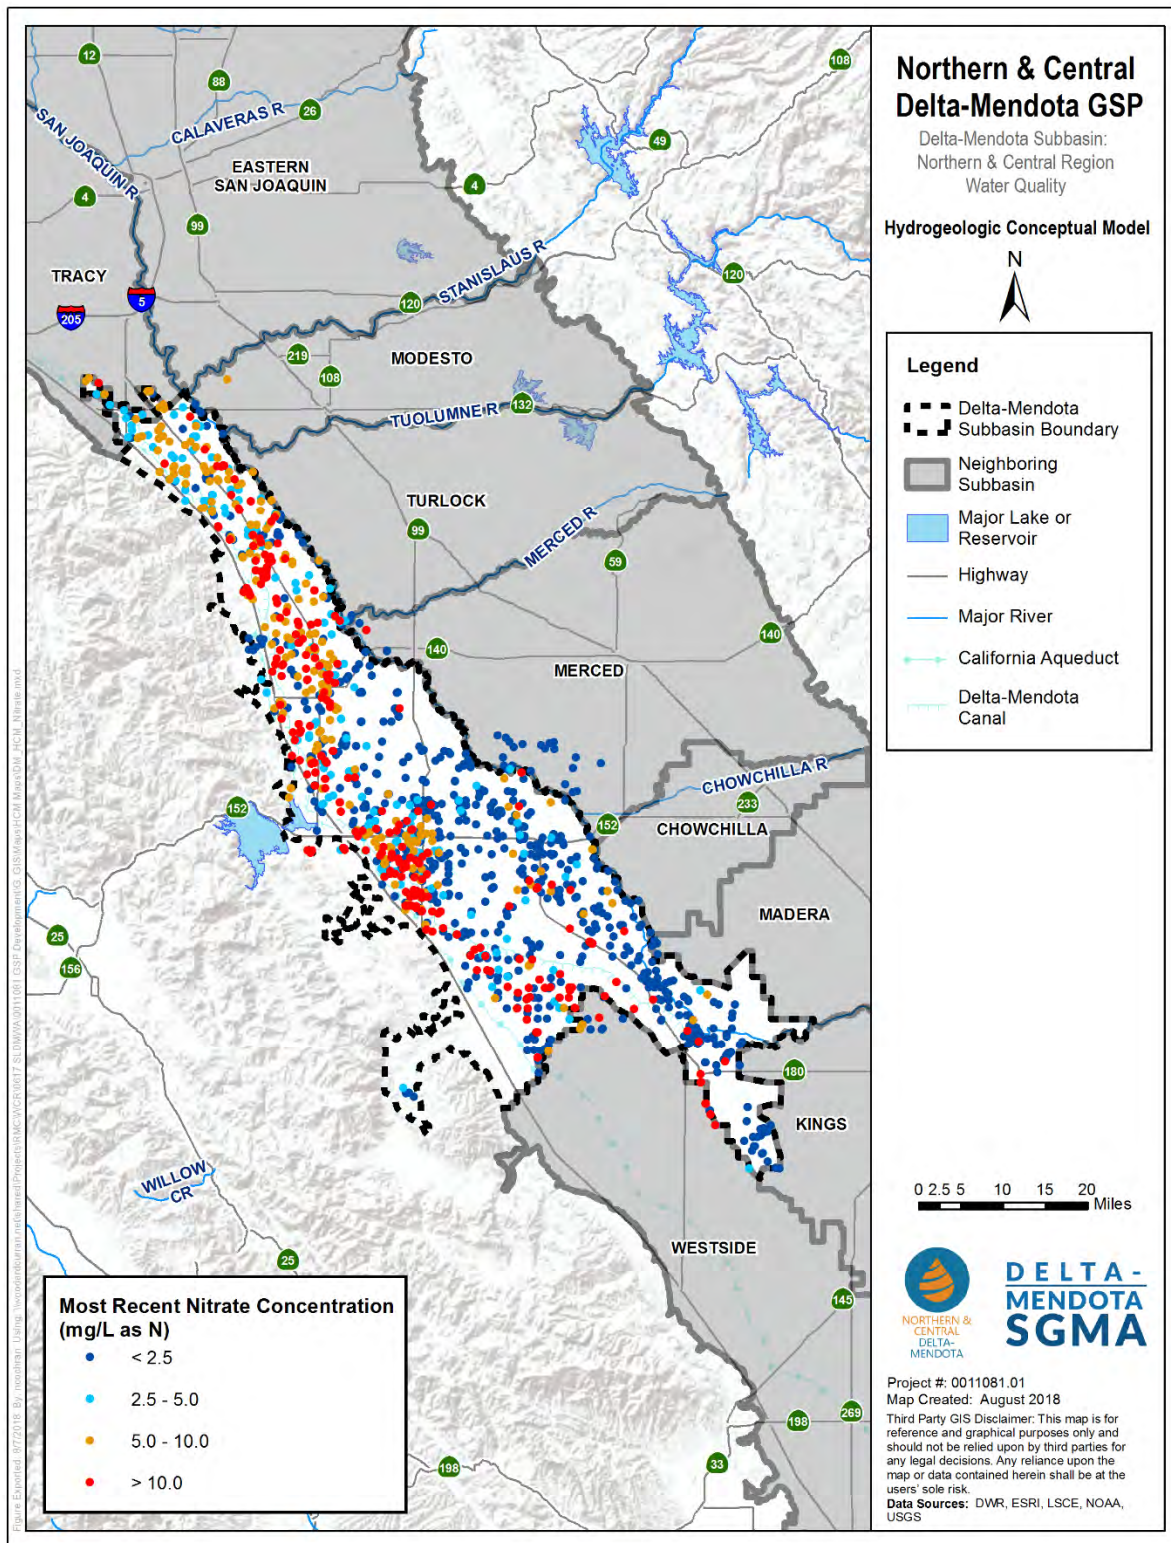 Northern & Central
Delta-Mendota GSP
Delta-Mendota Subbasin:
Northern & Central Region
Water Quality
Hydrogeologic Conceptual Model
N
Legend
Delta-Mendota
Subbasin Boundary
Neighboring
Subbasin
Major Lake or
Reservoir
Highway
Major River
California Aqueduct
Delta-Mendota
Canal
12
88
26
108
49
4
4
99
SAN JOAQUIN R
CALAVERAS R
EASTERN
SAN JOAQUIN
TRACY
205
5
120
STANISLAUS R
120
219
108
MODESTO
132
TUOLUMNE R
TURLOCK
99
MERCED R
59
140
140
MERCED
CHOWCHILLA R
233
152
152
CHOWCHILLA
MADERA
25
156
180
KINGS
WILLOW
CR
25
WESTSIDE
145
198
269
33
198
Most Recent Nitrate Concentration
(mg/L as N)
< 2.5
2.5 - 5.0
5.0 - 10.0
> 10.0
0 2.5 5 10 15 20
Miles
NORTHERN &
CENTRAL
DELTA-
MENDOTA
DELTA-
MENDOTA
SGMA
Project #: 0011081.01
Map Created: August 2018
Third Party GIS Disclaimer: This map is for
reference and graphical purposes only and
should not be relied upon by third parties for
any legal decisions. Any reliance upon the
map or data contained herein shall be at the
users' sole risk.
Data Sources: DWR, ESRI, LSCE, NOAA,
USGS
Figure Exported: 8/7/2018 By: ncochran Using: